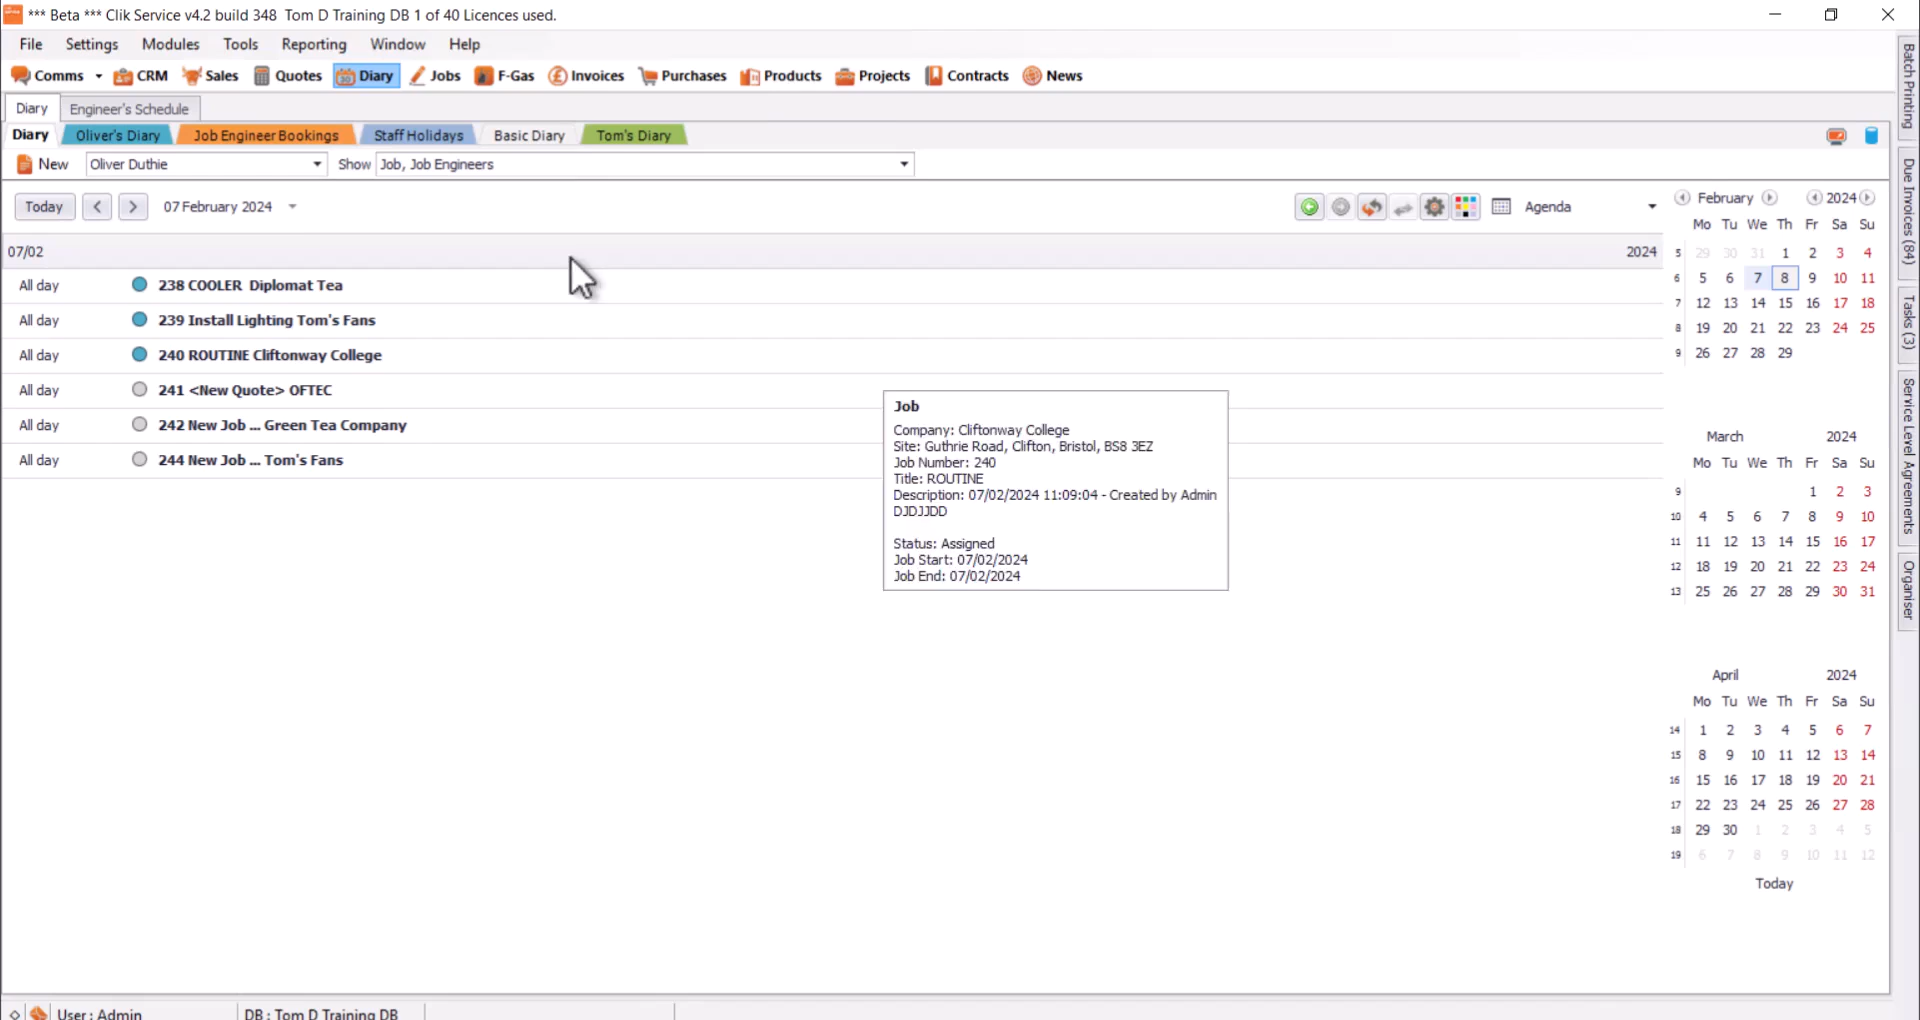 *** Beta *** Clik Service v4.2 build 348  Tom D Training DB 1 of 40 Licences used.
File Settings Modules Tools Reporting Window Help
Comms CRM Sales Quotes Diary Jobs F-Gas Invoices Purchases Products Projects Contracts News
Diary Engineer's Schedule
Diary Oliver's Diary Job Engineer Bookings Staff Holidays Basic Diary Tom's Diary
New Oliver Duthie Show Job, Job Engineers
Today 07 February 2024 Agenda
07/02 2024
All day 238 COOLER  Diplomat Tea
All day 239 Install Lighting Tom's Fans
All day 240 ROUTINE Cliftonway College
All day 241 <New Quote> OFTEC
All day 242 New Job ... Green Tea Company
All day 244 New Job ... Tom's Fans
Job
Company: Cliftonway College
Site: Guthrie Road, Clifton, Bristol, BS8 3EZ
Job Number: 240
Title: ROUTINE
Description: 07/02/2024 11:09:04 - Created by Admin
DJDJJDD
Status: Assigned
Job Start: 07/02/2024
Job End: 07/02/2024
February 2024
Mo Tu We Th Fr Sa Su
5 29 30 31 1 2 3 4
6 5 6 7 8 9 10 11
7 12 13 14 15 16 17 18
8 19 20 21 22 23 24 25
9 26 27 28 29
March 2024
Mo Tu We Th Fr Sa Su
9 1 2 3
10 4 5 6 7 8 9 10
11 11 12 13 14 15 16 17
12 18 19 20 21 22 23 24
13 25 26 27 28 29 30 31
April 2024
Mo Tu We Th Fr Sa Su
14 1 2 3 4 5 6 7
15 8 9 10 11 12 13 14
16 15 16 17 18 19 20 21
17 22 23 24 25 26 27 28
18 29 30 1 2 3 4 5
19 6 7 8 9 10 11 12
Today
Batch Printing
Due Invoices (84)
Tasks (3)
Service Level Agreements
Organiser
User : Admin DB : Tom D Training DB